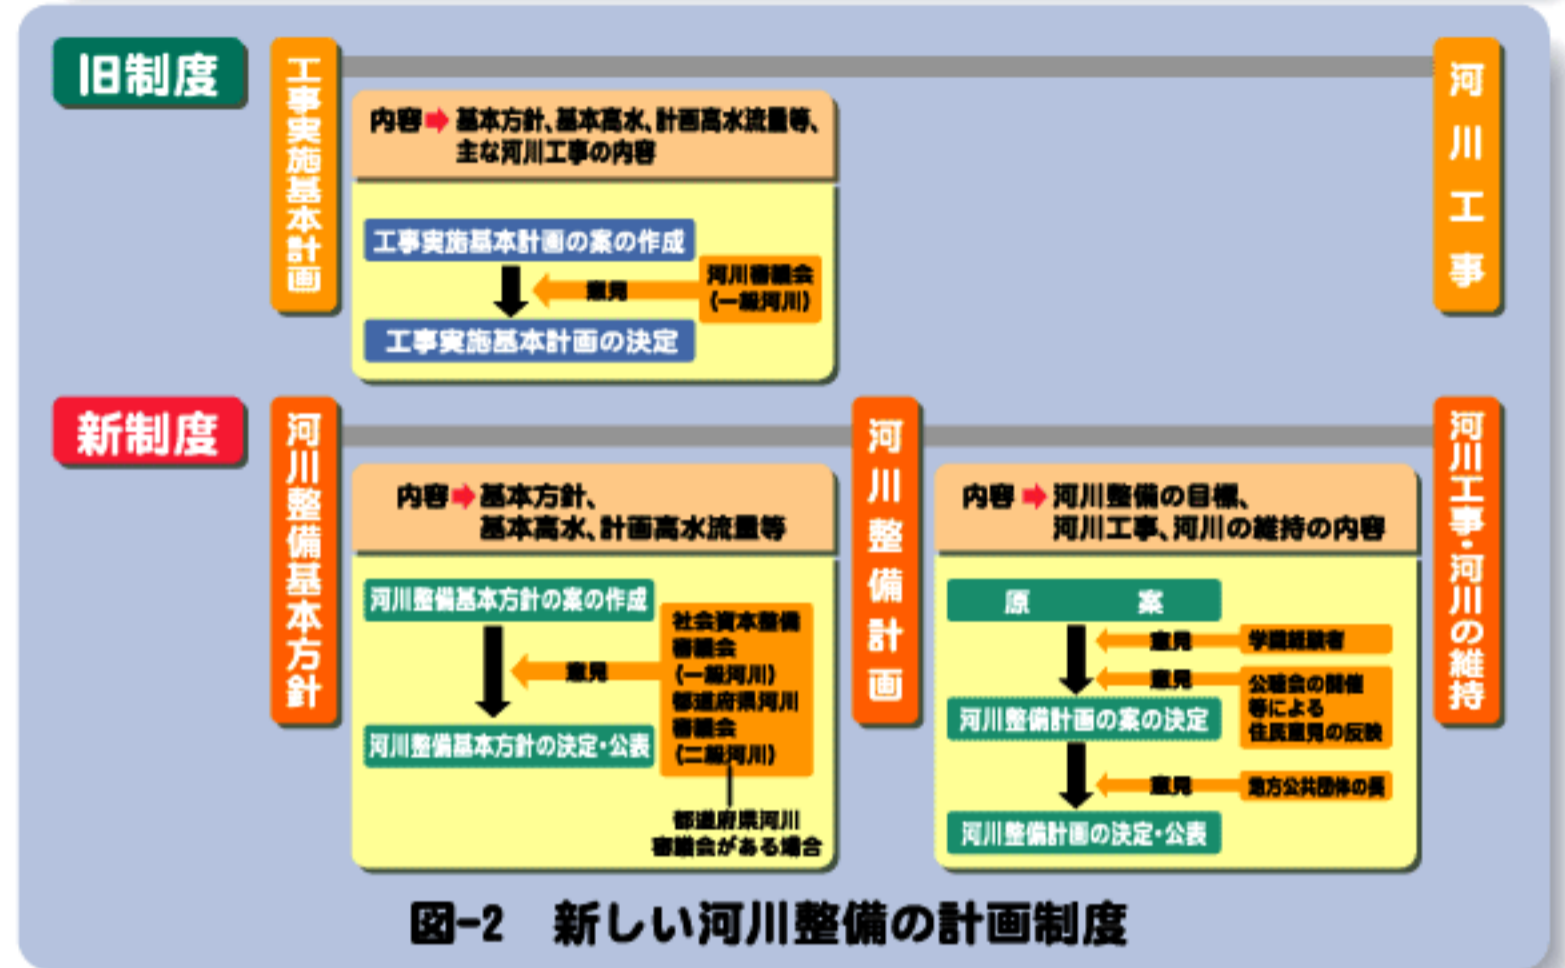 旧制度
工事実施基本計画
内容➡基本方針、基本高水、計画高水流量等、
主な河川工事の内容
工事実施基本計画の案の作成
意見
河川審議会
(一級河川)
工事実施基本計画の決定
河川工事
新制度
河川整備基本方針
内容➡基本方針、
基本高水、計画高水流量等
河川整備基本方針の案の作成
意見
社会資本整備
審議会
(一級河川)
都道府県河川
審議会
(二級河川)
河川整備基本方針の決定・公表
都道府県河川
審議会がある場合
河川整備計画
内容➡河川整備の目標、
河川工事、河川の維持の内容
原案
意見
学識経験者
意見
公聴会の開催
等による
住民意見の反映
河川整備計画の案の決定
意見
地方公共団体の長
河川整備計画の決定・公表
河川工事・河川の維持
図-2 新しい河川整備の計画制度